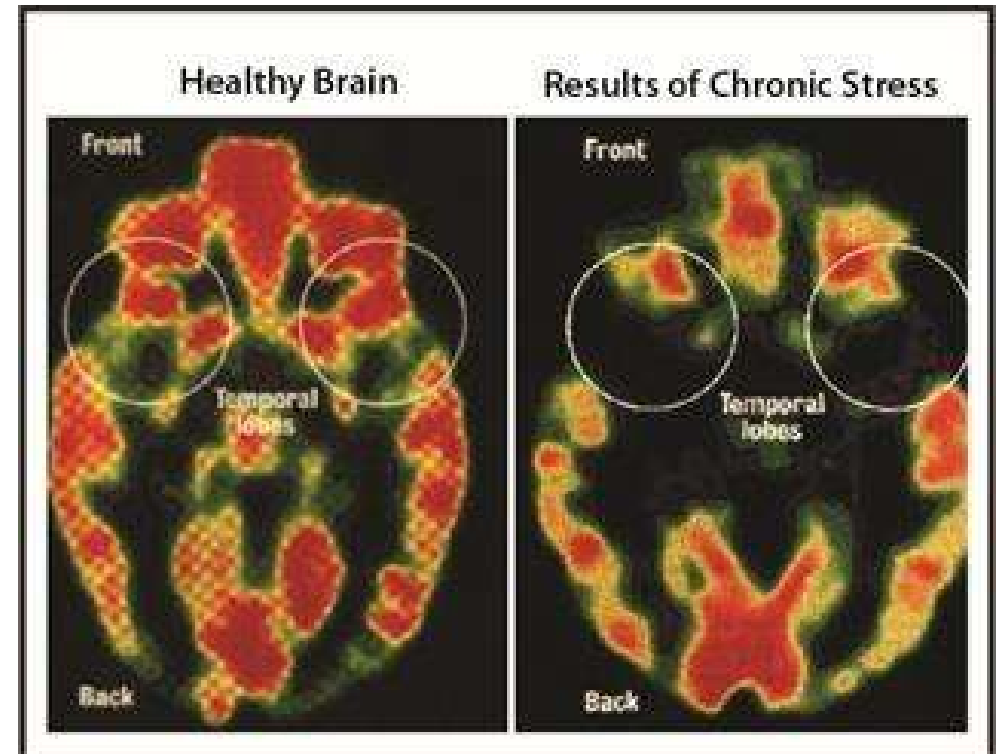 Healthy Brain
Results of Chronic Stress
Front
Temporal
lobes
Back
Front
Temporal
lobes
Back